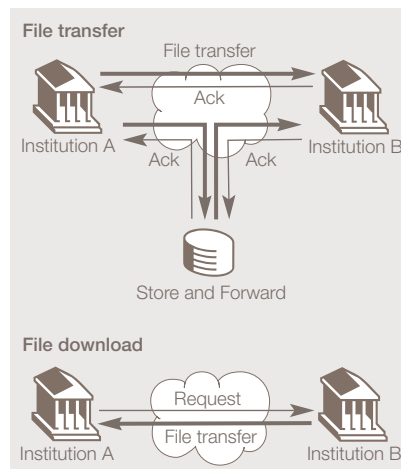 File transfer
File transfer
Ack
Institution A
Institution B
Ack
Ack
Store and Forward
File download
Request
File transfer
Institution A
Institution B